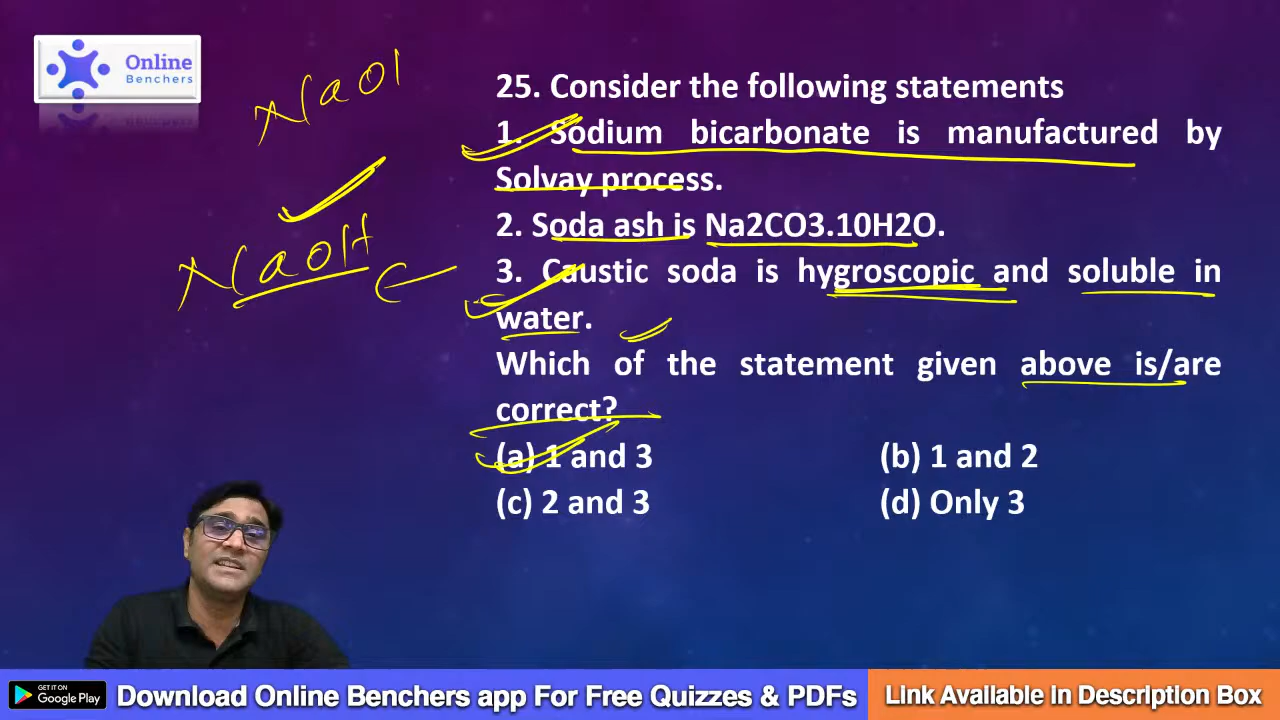 Online
Benchers
NaOH
25. Consider the following statements
1. Sodium bicarbonate is manufactured by
Solvay process.
2. Soda ash is Na2CO3.10H2O.
3. Caustic soda is hygroscopic and soluble in
water.
Which of the statement given above is/are
correct?
(a) 1 and 3
(b) 1 and 2
(c) 2 and 3
(d) Only 3
GET IT ON
Google Play
Download Online Benchers app For Free Quizzes & PDFs
Link Available In Description Box